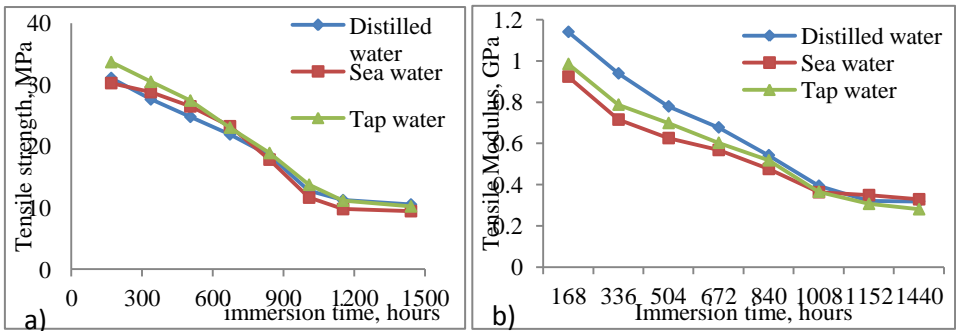 40
30
20
10
0
0 300 600 900 1200 1500
Tensile strength, MPa
Immersion time, hours
Distilled
water
Sea water
Tap water
a)
1.2
1
0.8
0.6
0.4
0.2
0
168 336 504 672 840 1008 1152 1440
Tensile Modulus, GPa
Immersion time, hours
Distilled water
Sea water
Tap water
b)